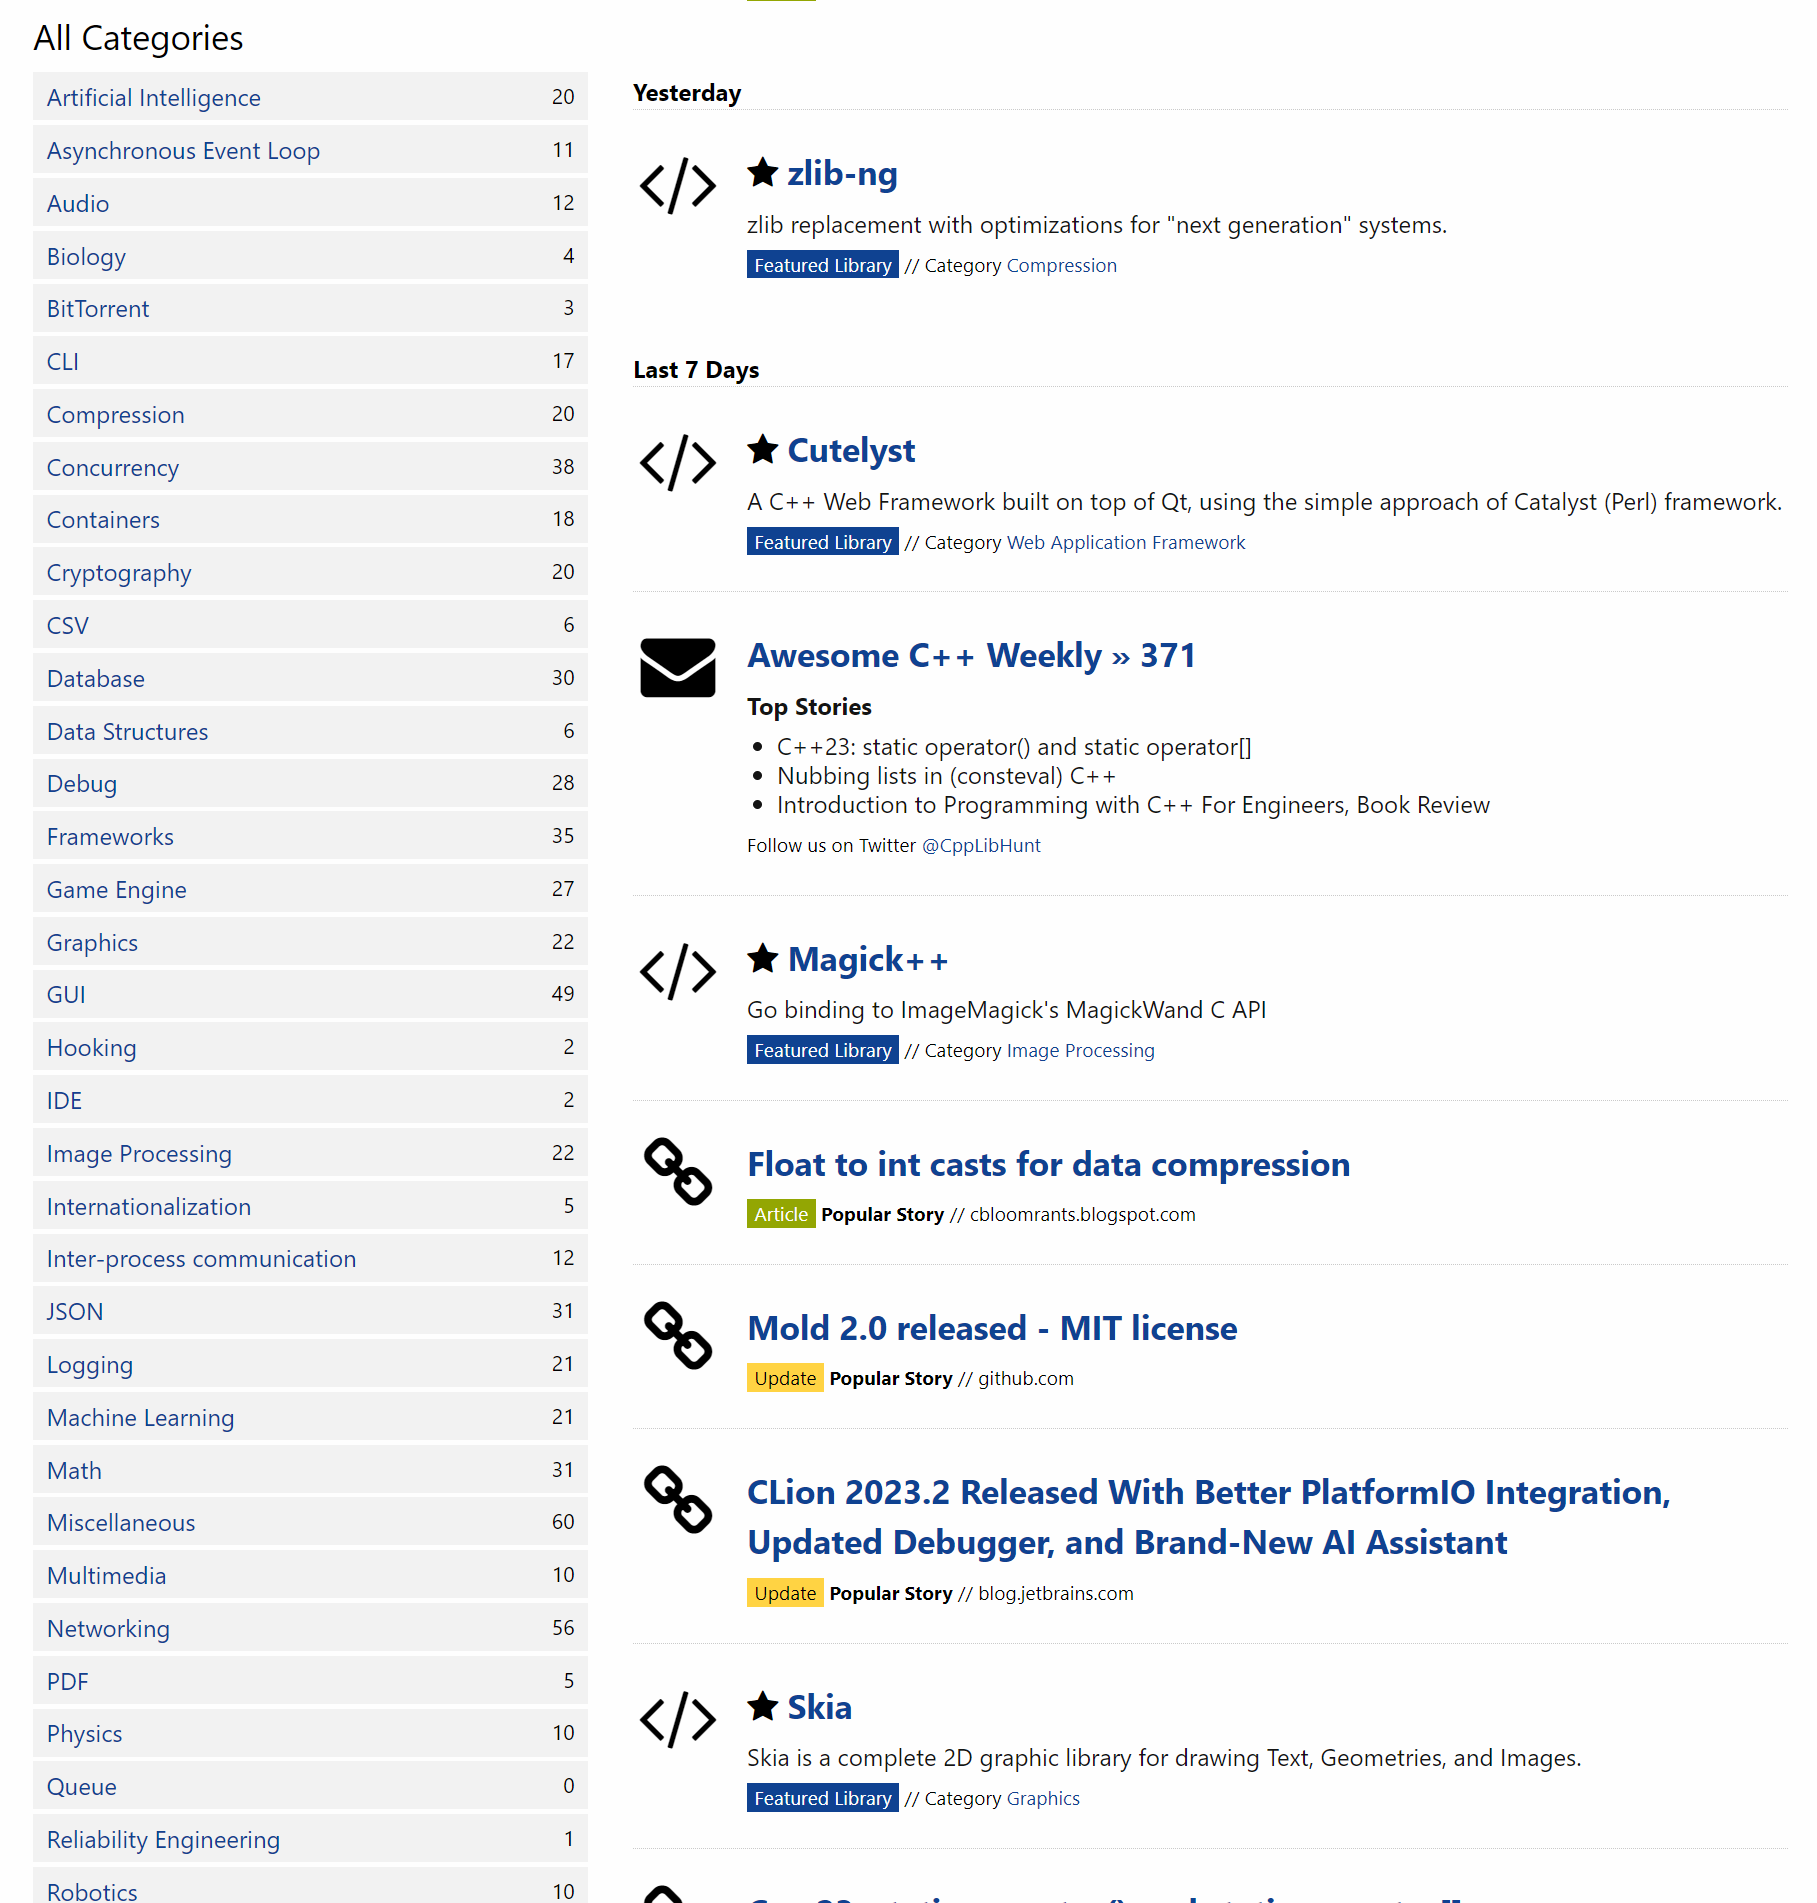 All Categories
Artificial Intelligence 20
Asynchronous Event Loop 11
Audio 12
Biology 4
BitTorrent 3
CLI 17
Compression 20
Concurrency 38
Containers 18
Cryptography 20
CSV 6
Database 30
Data Structures 6
Debug 28
Frameworks 35
Game Engine 27
Graphics 22
GUI 49
Hooking 2
IDE 2
Image Processing 22
Internationalization 5
Inter-process communication 12
JSON 31
Logging 21
Machine Learning 21
Math 31
Miscellaneous 60
Multimedia 10
Networking 56
PDF 5
Physics 10
Queue 0
Reliability Engineering 1
Robotics 10
Yesterday
zlib-ng
zlib replacement with optimizations for "next generation" systems.
Featured Library // Category Compression
Last 7 Days
Cutelyst
A C++ Web Framework built on top of Qt, using the simple approach of Catalyst (Perl) framework.
Featured Library // Category Web Application Framework
Awesome C++ Weekly » 371
Top Stories
• C++23: static operator() and static operator[]
• Nubbing lists in (consteval) C++
• Introduction to Programming with C++ For Engineers, Book Review
Follow us on Twitter @CppLibHunt
Magick++
Go binding to ImageMagick's MagickWand C API
Featured Library // Category Image Processing
Float to int casts for data compression
Article Popular Story // cbloomrants.blogspot.com
Mold 2.0 released - MIT license
Update Popular Story // github.com
CLion 2023.2 Released With Better PlatformIO Integration,
Updated Debugger, and Brand-New AI Assistant
Update Popular Story // blog.jetbrains.com
Skia
Skia is a complete 2D graphic library for drawing Text, Geometries, and Images.
Featured Library // Category Graphics